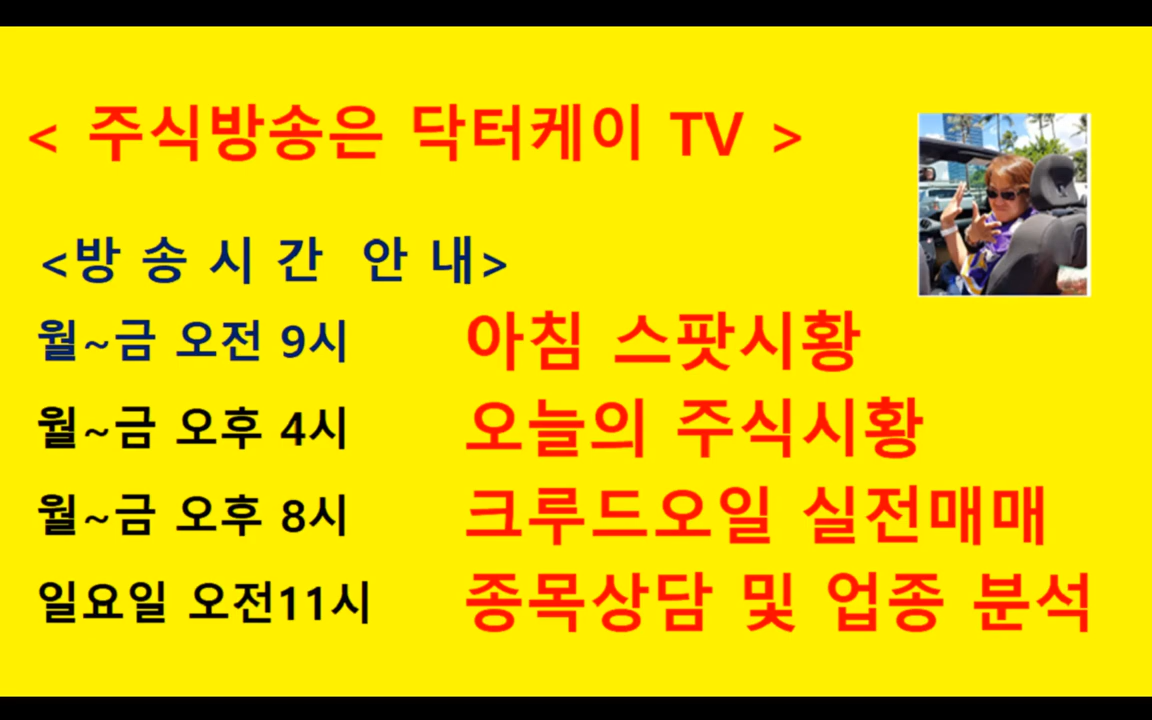 < 주식방송은 닥터케이 TV >
<방 송 시 간 안 내>
월~금 오전 9시 아침 스팟시황
월~금 오후 4시 오늘의 주식시황
월~금 오후 8시 크루드오일 실전매매
일요일 오전11시 종목상담 및 업종 분석